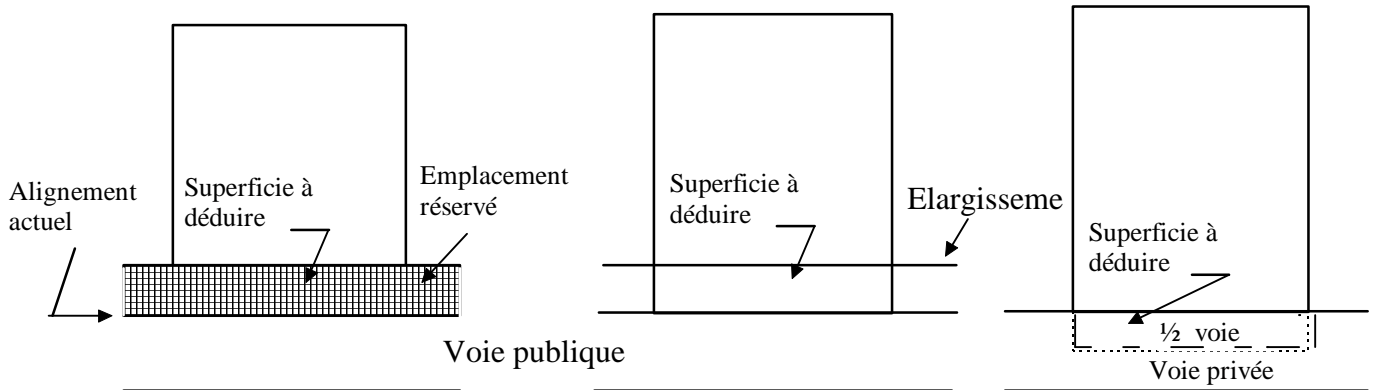 Alignement
actuel
Superficie à
déduire
Emplacement
réservé
Superficie à
déduire
Elargisseme
Superficie à
déduire
½ voie
Voie publique
Voie privée